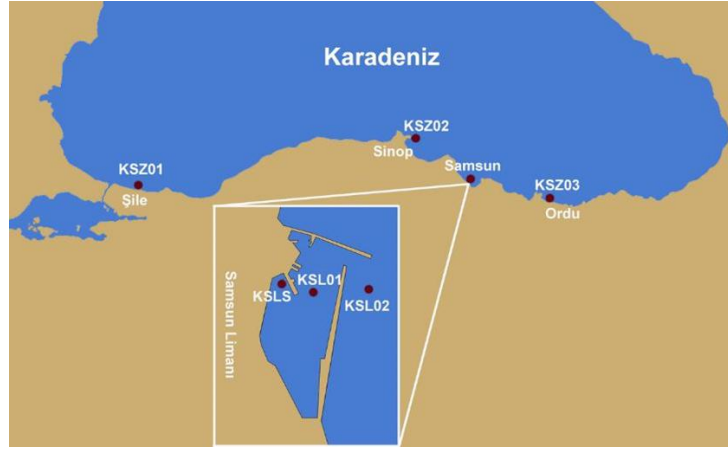 Karadeniz
KSZ02
Sinop
KSZ01
Şile
Samsun
KSZ03
Ordu
Samsun Limanı
KSLS
KSL01
KSL02